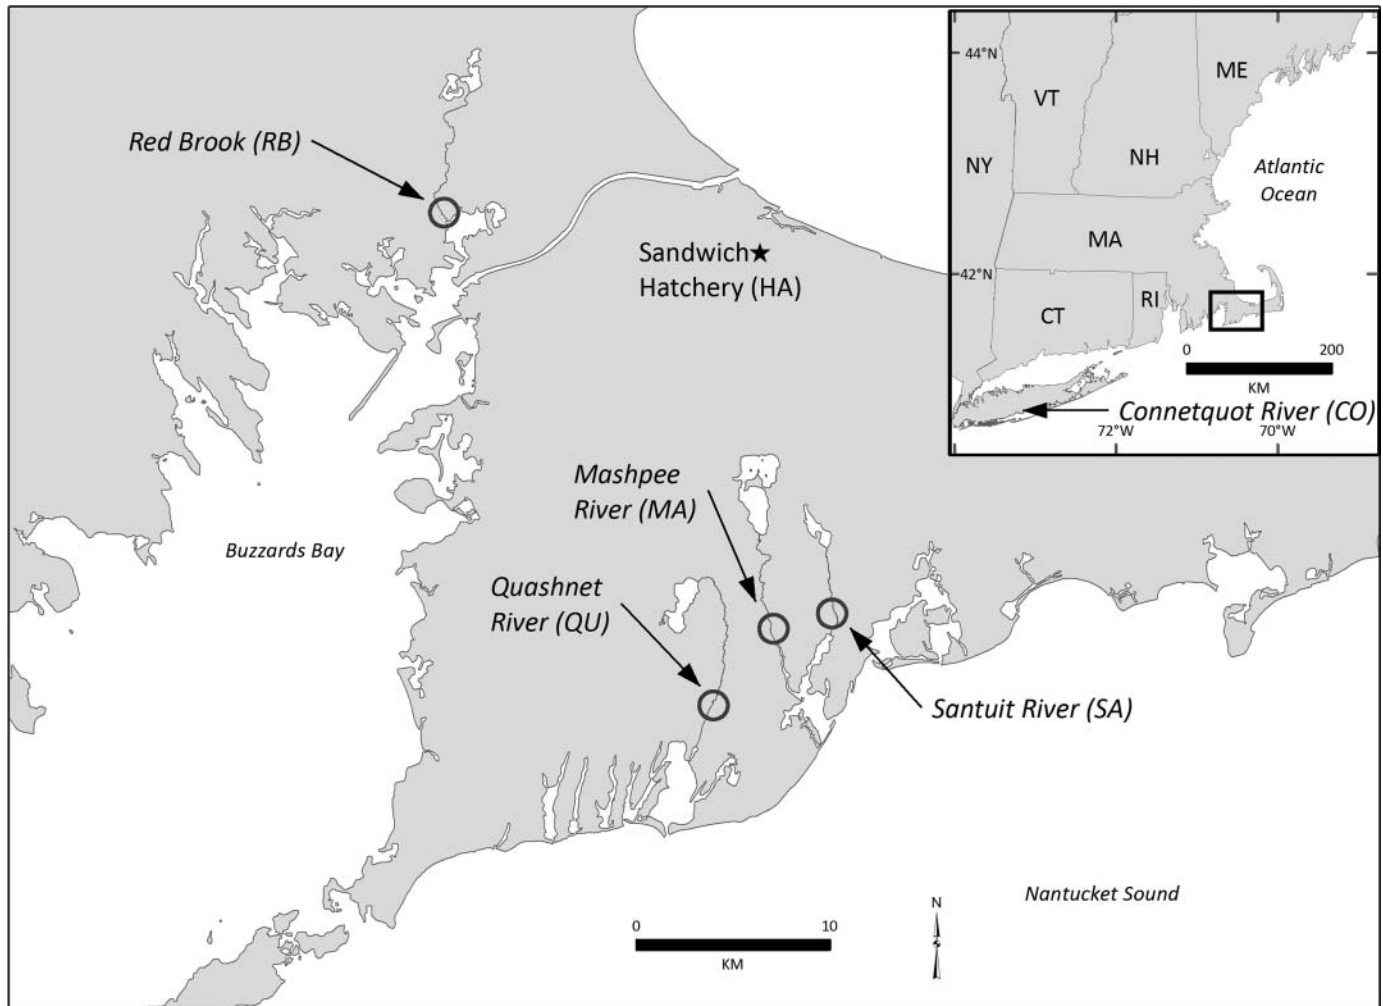 Red Brook (RB)
Sandwich★
Hatchery (HA)
Mashpee
River (MA)
Buzzards Bay
Quashnet
River (QU)
Santuit River (SA)
Nantucket Sound
0 10
KM
N
44°N
ME
VT
NH
NY
Atlantic
Ocean
MA
42°N
RI
CT
0 200
KM
Connetquot River (CO)
72°W 70°W